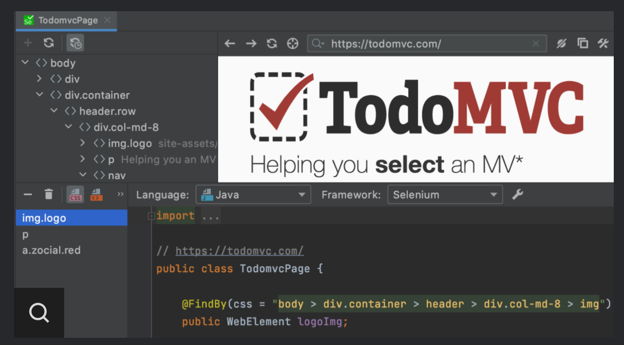 TodomvcPage
https://todomvc.com/
body
div
div.container
header.row
div.col-md-8
img.logo site-assets/
p Helping you an MV
nav
TodoMVC
Helping you select an MV*
Language: Java Framework: Selenium
img.logo
p
a.zocial.red
import ...
// https://todomvc.com/
public class TodomvcPage {
@FindBy(css = "body > div.container > header > div.col-md-8 > img")
public WebElement logoImg;